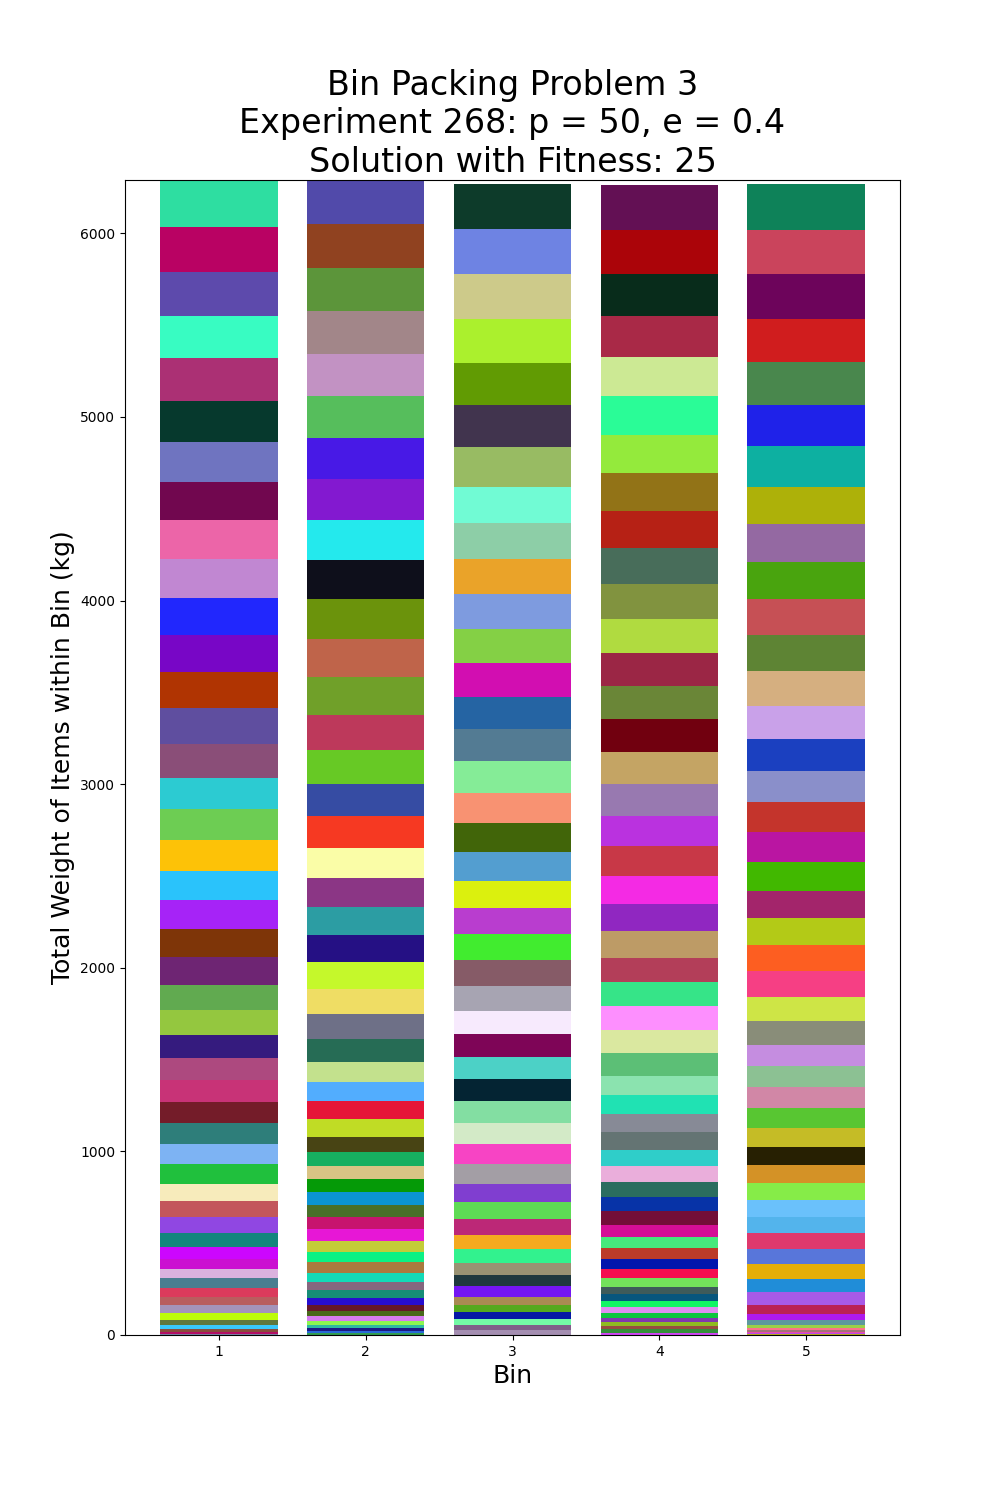 Bin Packing Problem 3
Experiment 268: p = 50, e = 0.4
Solution with Fitness: 25
Total Weight of Items within Bin (kg)
6000
5000
4000
3000
2000
1000
0
1 2 3 4 5
Bin